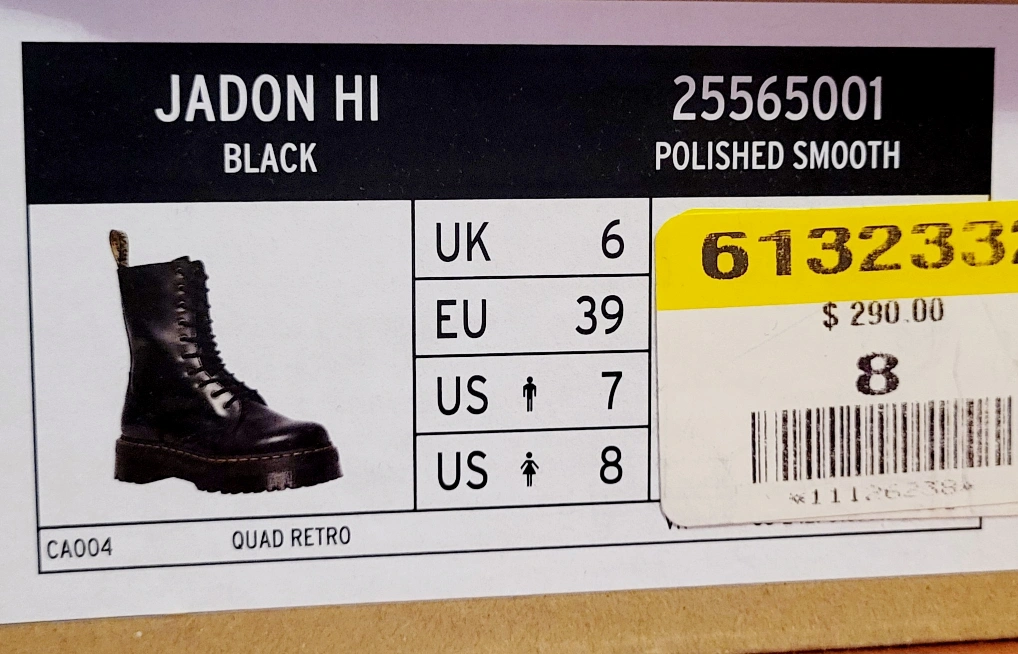 JADON HI
BLACK
25565001
POLISHED SMOOTH
UK 6
EU 39
US 7
US 8
$ 290.00
8
CA004
QUAD RETRO